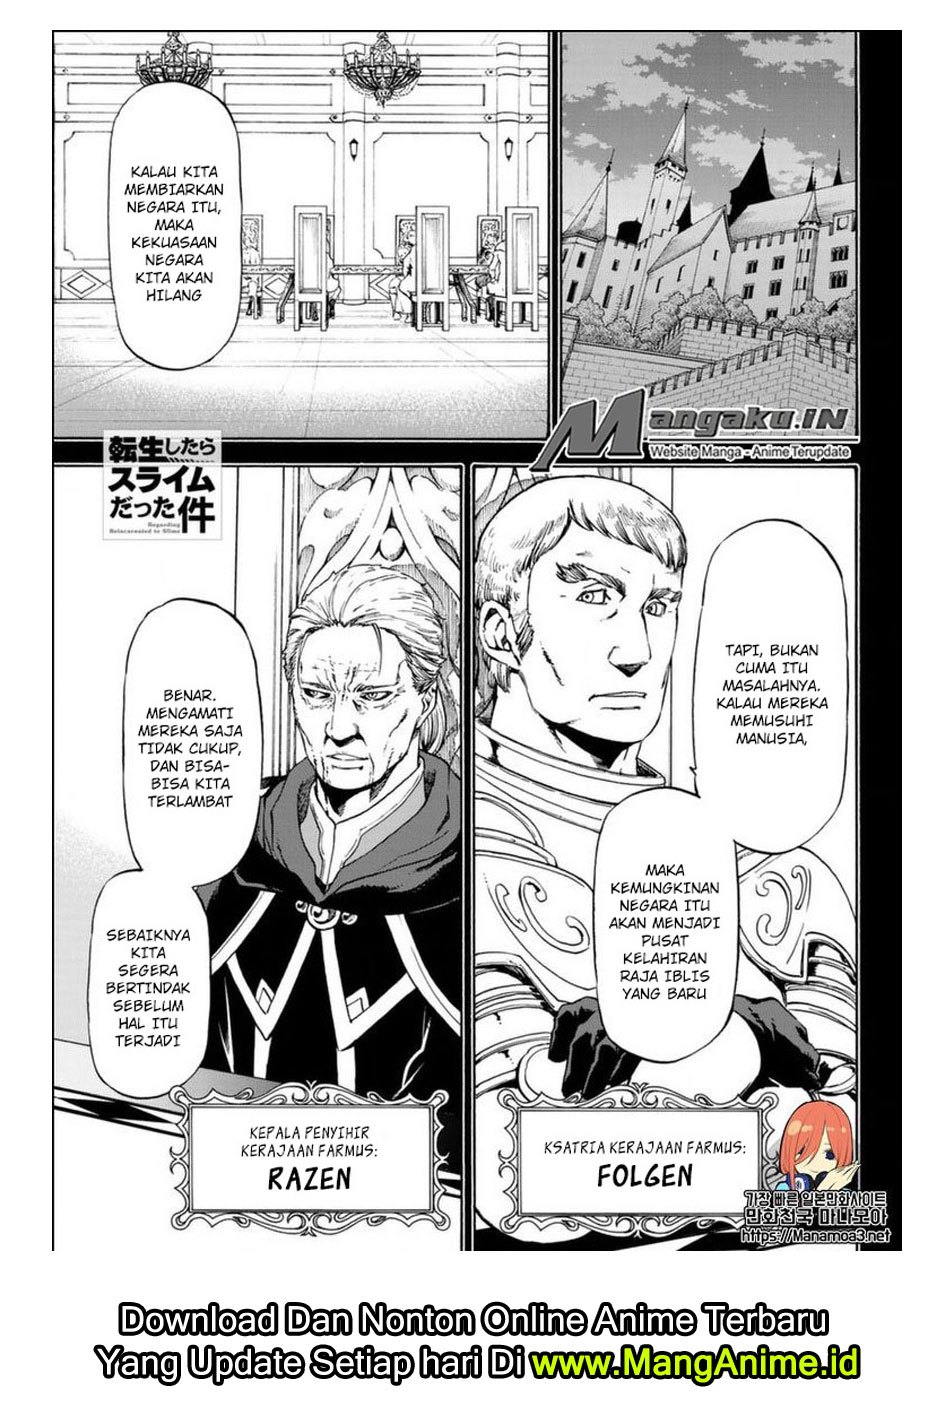 KALAU KITA
MEMBIARKAN
NEGARA ITU,
MAKA
KEKUASAAN
NEGARA
KITA AKAN
HILANG
Mangaku.IN
Website Manga - Anime Terupdate
転生したら
スライム
だった件
Regarding
Reincarnated to Slime
TAPI, BUKAN
CUMA ITU
MASALAHNYA.
KALAU MEREKA
MEMUSUHI
MANUSIA,
MAKA
KEMUNGKINAN
NEGARA ITU
AKAN MENJADI
PUSAT
KELAHIRAN
RAJA IBLIS
YANG BARU
KSATRIA KERAJAAN FARMUS:
FOLGEN
BENAR.
MENGAMATI
MEREKA SAJA
TIDAK CUKUP,
DAN BISA-
BISA KITA
TERLAMBAT
SEBAIKNYA
KITA
SEGERA
BERTINDAK
SEBELUM
HAL ITU
TERJADI
KEPALA PENYIHIR
KERAJAAN FARMUS:
RAZEN
가장 빠른 일본만화사이트
만화천국 마나모아
https://Manamoa3.net
Download Dan Nonton Online Anime Terbaru
Yang Update Setiap hari Di www.MangAnime.id